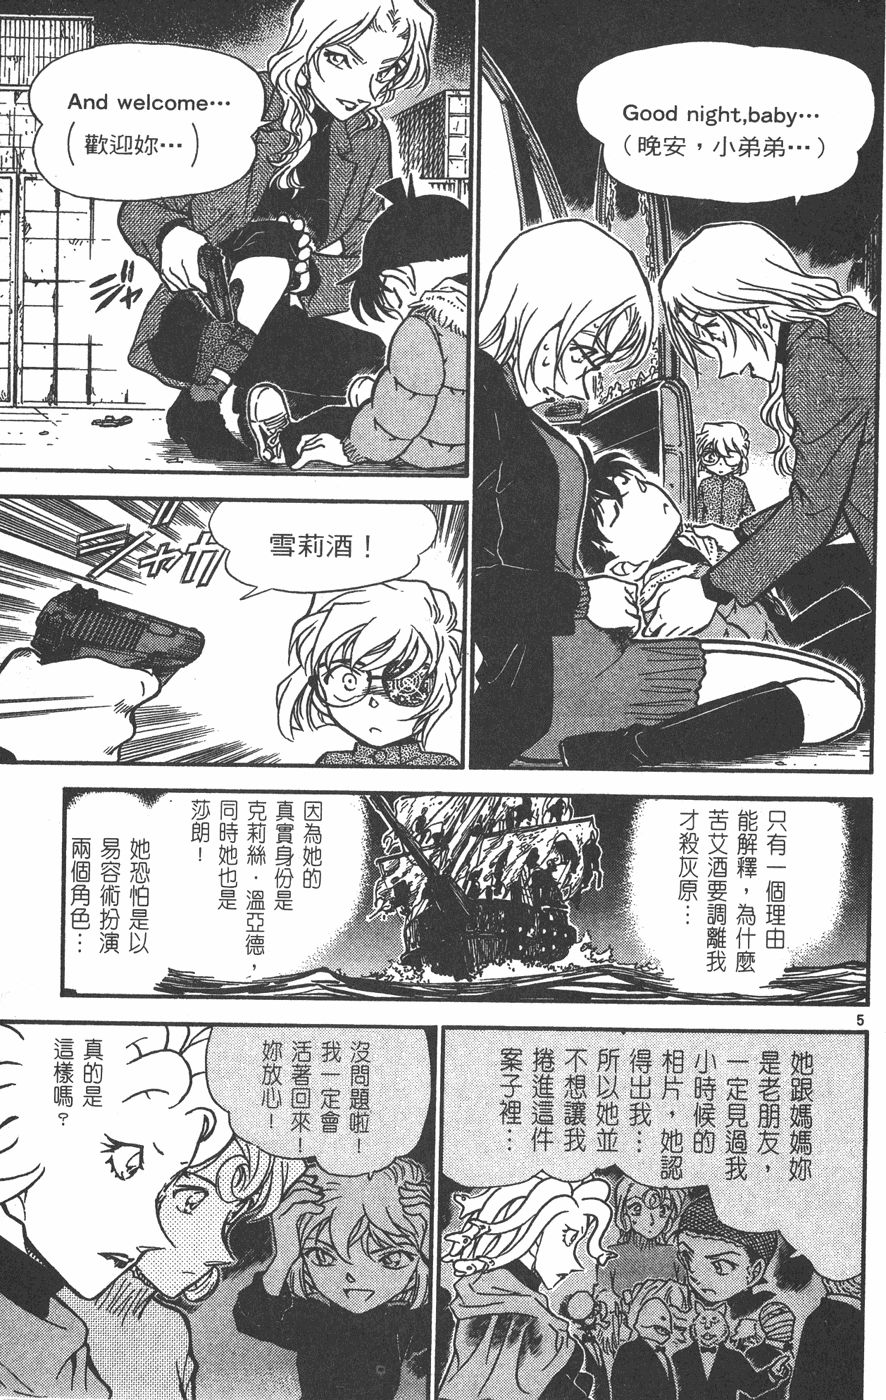 Good night,baby…
（晚安，小弟弟…）
And welcome…
（歡迎妳…）
雪莉酒！
只有一個理由
能解釋，為什麼
苦艾酒要調離我
才殺灰原…
因為她的
真實身份是
克莉絲．溫亞德，
同時她也是
莎朗！
她恐怕是以
易容術扮演
兩個角色…
5
她跟媽媽妳
是老朋友，
一定見過我
小時候的
相片，她認
得出我…
所以她並
不想讓我
捲進這件
案子裡…
沒問題啦！
我一定會
活著回來！
妳放心！
真的是
這樣嗎？